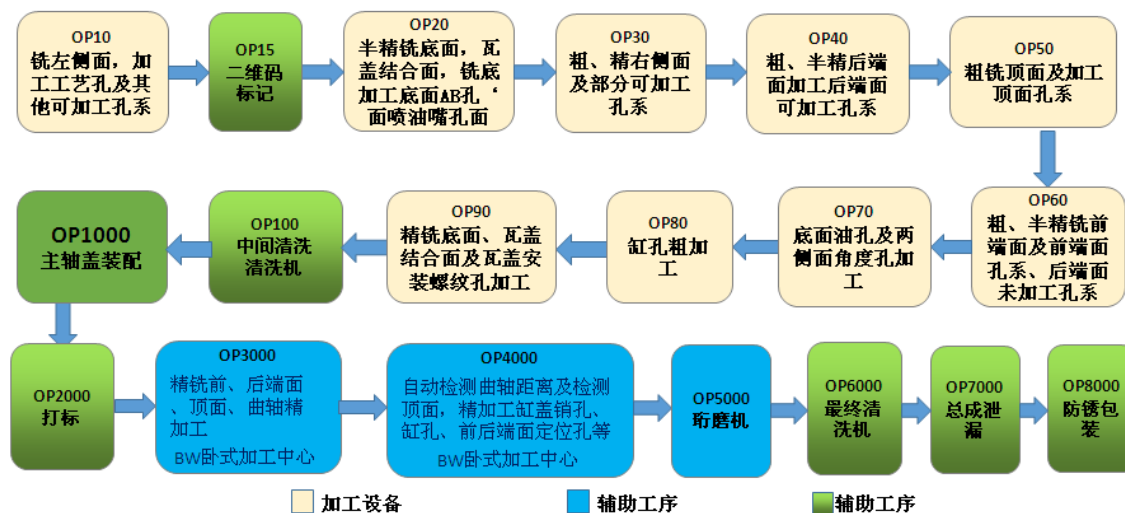 OP10
铣左侧面，加
工工艺孔及其
他可加工孔系
OP15
二维码
标记
OP20
半精铣底面，瓦
盖结合面，铣底
加工底面AB孔‘
面喷油嘴孔面
OP30
粗、精右侧面
及部分可加工
孔系
OP40
粗、半精后端
面加工后端面
可加工孔系
OP50
粗铣顶面及加工
顶面孔系
OP1000
主轴盖装配
OP100
中间清洗
清洗机
OP90
精铣底面、瓦盖
结合面及瓦盖安
装螺纹孔加工
OP80
缸孔粗加
工
OP70
底面油孔及两
侧面角度孔加
工
OP60
粗、半精铣前
端面及前端面
孔系、后端面
未加工孔系
OP2000
打标
OP3000
精铣前、后端面
、顶面、曲轴精
加工
BW卧式加工中心
OP4000
自动检测曲轴距离及检测
顶面，精加工缸盖销孔、
缸孔、前后端面定位孔等
BW卧式加工中心
OP5000
珩磨机
OP6000
最终清
洗机
OP7000
总成泄
漏
OP8000
防锈包
装
加工设备
辅助工序
辅助工序